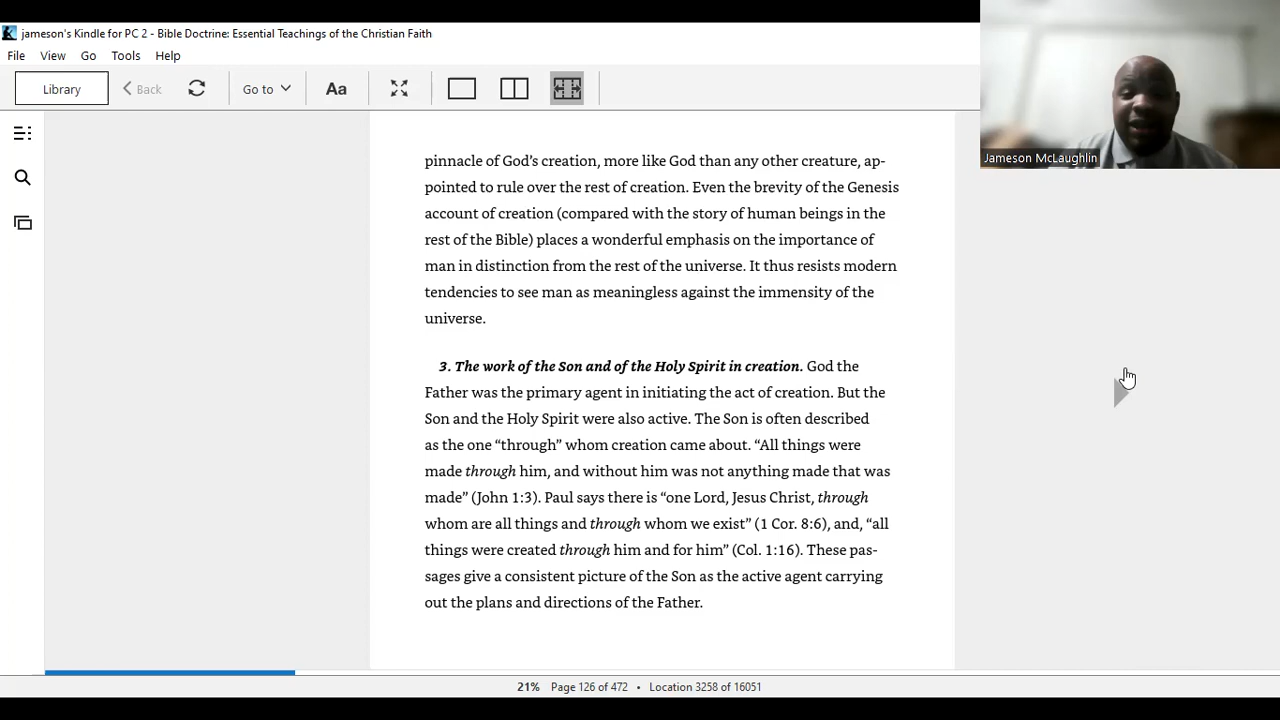 jameson's Kindle for PC 2 - Bible Doctrine: Essential Teachings of the Christian Faith
File View Go Tools Help
Library Back Go to Aa
Jameson McLaughlin
pinnacle of God’s creation, more like God than any other creature, ap-
pointed to rule over the rest of creation. Even the brevity of the Genesis
account of creation (compared with the story of human beings in the
rest of the Bible) places a wonderful emphasis on the importance of
man in distinction from the rest of the universe. It thus resists modern
tendencies to see man as meaningless against the immensity of the
universe.
3. The work of the Son and of the Holy Spirit in creation. God the
Father was the primary agent in initiating the act of creation. But the
Son and the Holy Spirit were also active. The Son is often described
as the one “through” whom creation came about. “All things were
made through him, and without him was not anything made that was
made” (John 1:3). Paul says there is “one Lord, Jesus Christ, through
whom are all things and through whom we exist” (1 Cor. 8:6), and, “all
things were created through him and for him” (Col. 1:16). These pas-
sages give a consistent picture of the Son as the active agent carrying
out the plans and directions of the Father.
21% Page 126 of 472 • Location 3258 of 16051